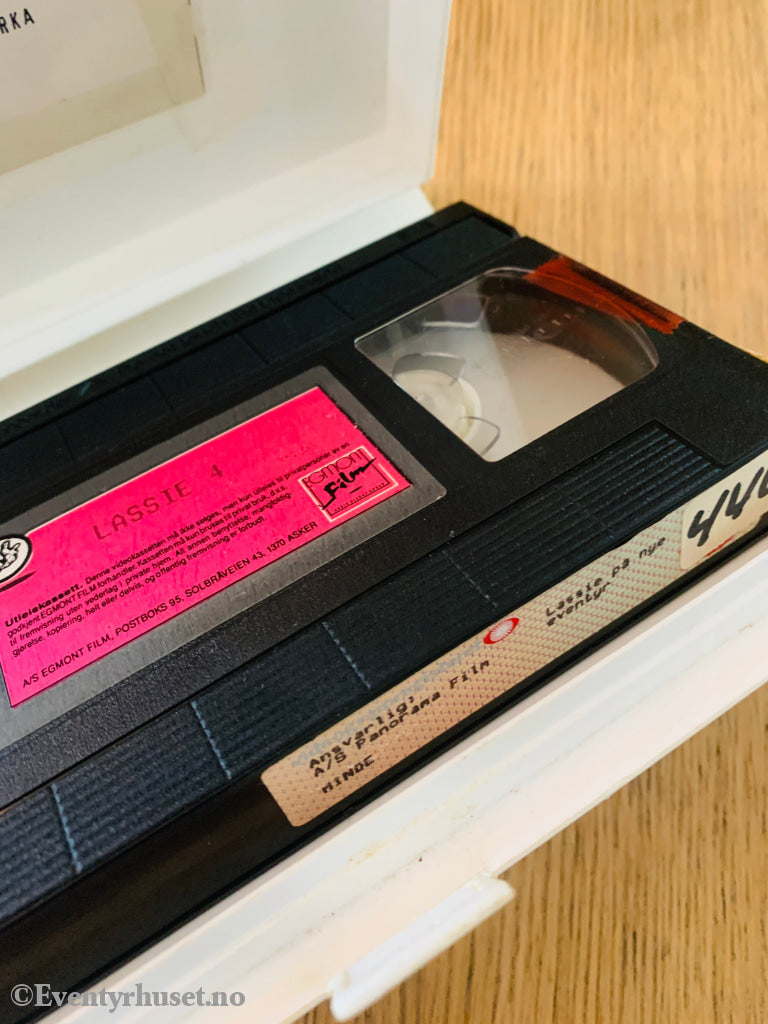 RKA
LASSIE 4
EGMONT
Film
Utleiekassett. Denne videokassetten må ikke selges, men kun utleies til privatpersoner av en
godkjent EGMONT FILM forhandler. Kassetten må kun brukes til privat bruk, d.v.s.
til fremvisning uten vederlag i private hjem. All annen benyttelse, mangfoldig-
gjørelse, kopiering, helt eller delvis, og offentlig fremvisning er forbudt.
A/S EGMONT FILM, POSTBOKS 95, SOLBRÅVEIEN 43, 1370 ASKER
Ansvarlig:
A/S Panorama Film
MINDE
Lassie på nye
eventyr
©Eventyrhuset.no